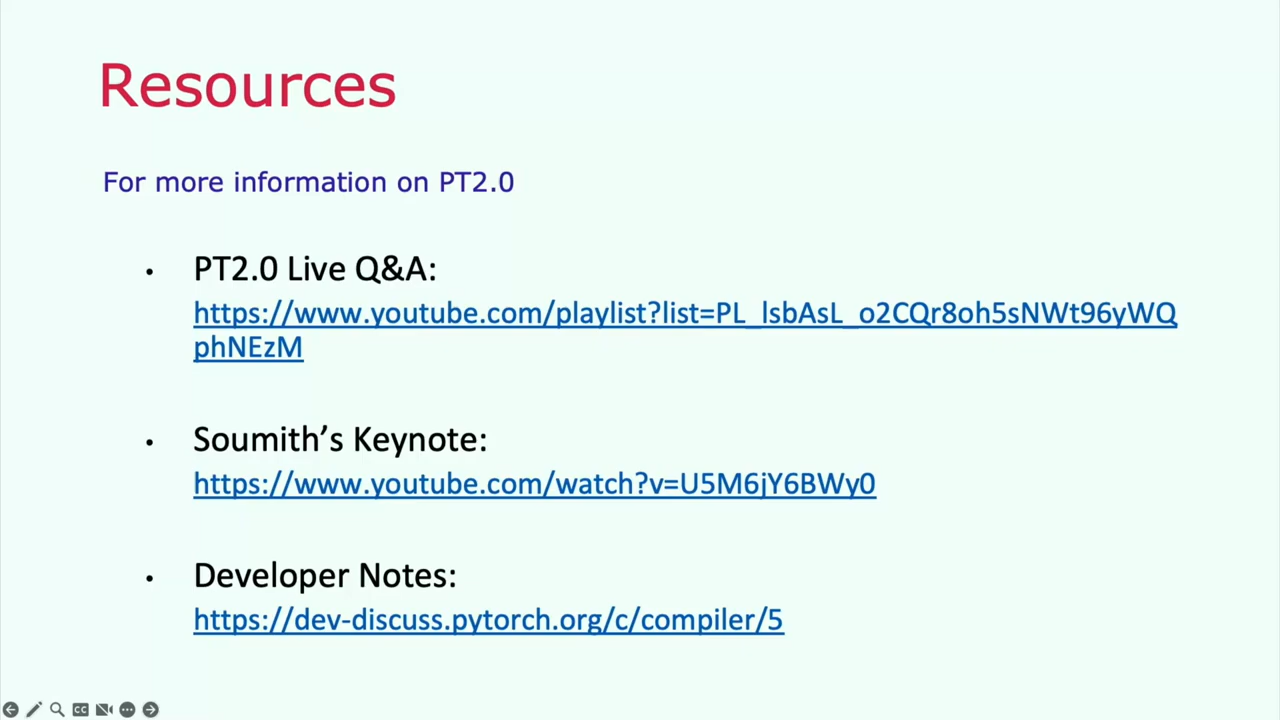 Resources
For more information on PT2.0
• PT2.0 Live Q&A:
https://www.youtube.com/playlist?list=PL_lsbAsL_o2CQr8oh5sNWt96yWQ
phNEzM
• Soumith’s Keynote:
https://www.youtube.com/watch?v=U5M6jY6BWy0
• Developer Notes:
https://dev-discuss.pytorch.org/c/compiler/5
CC